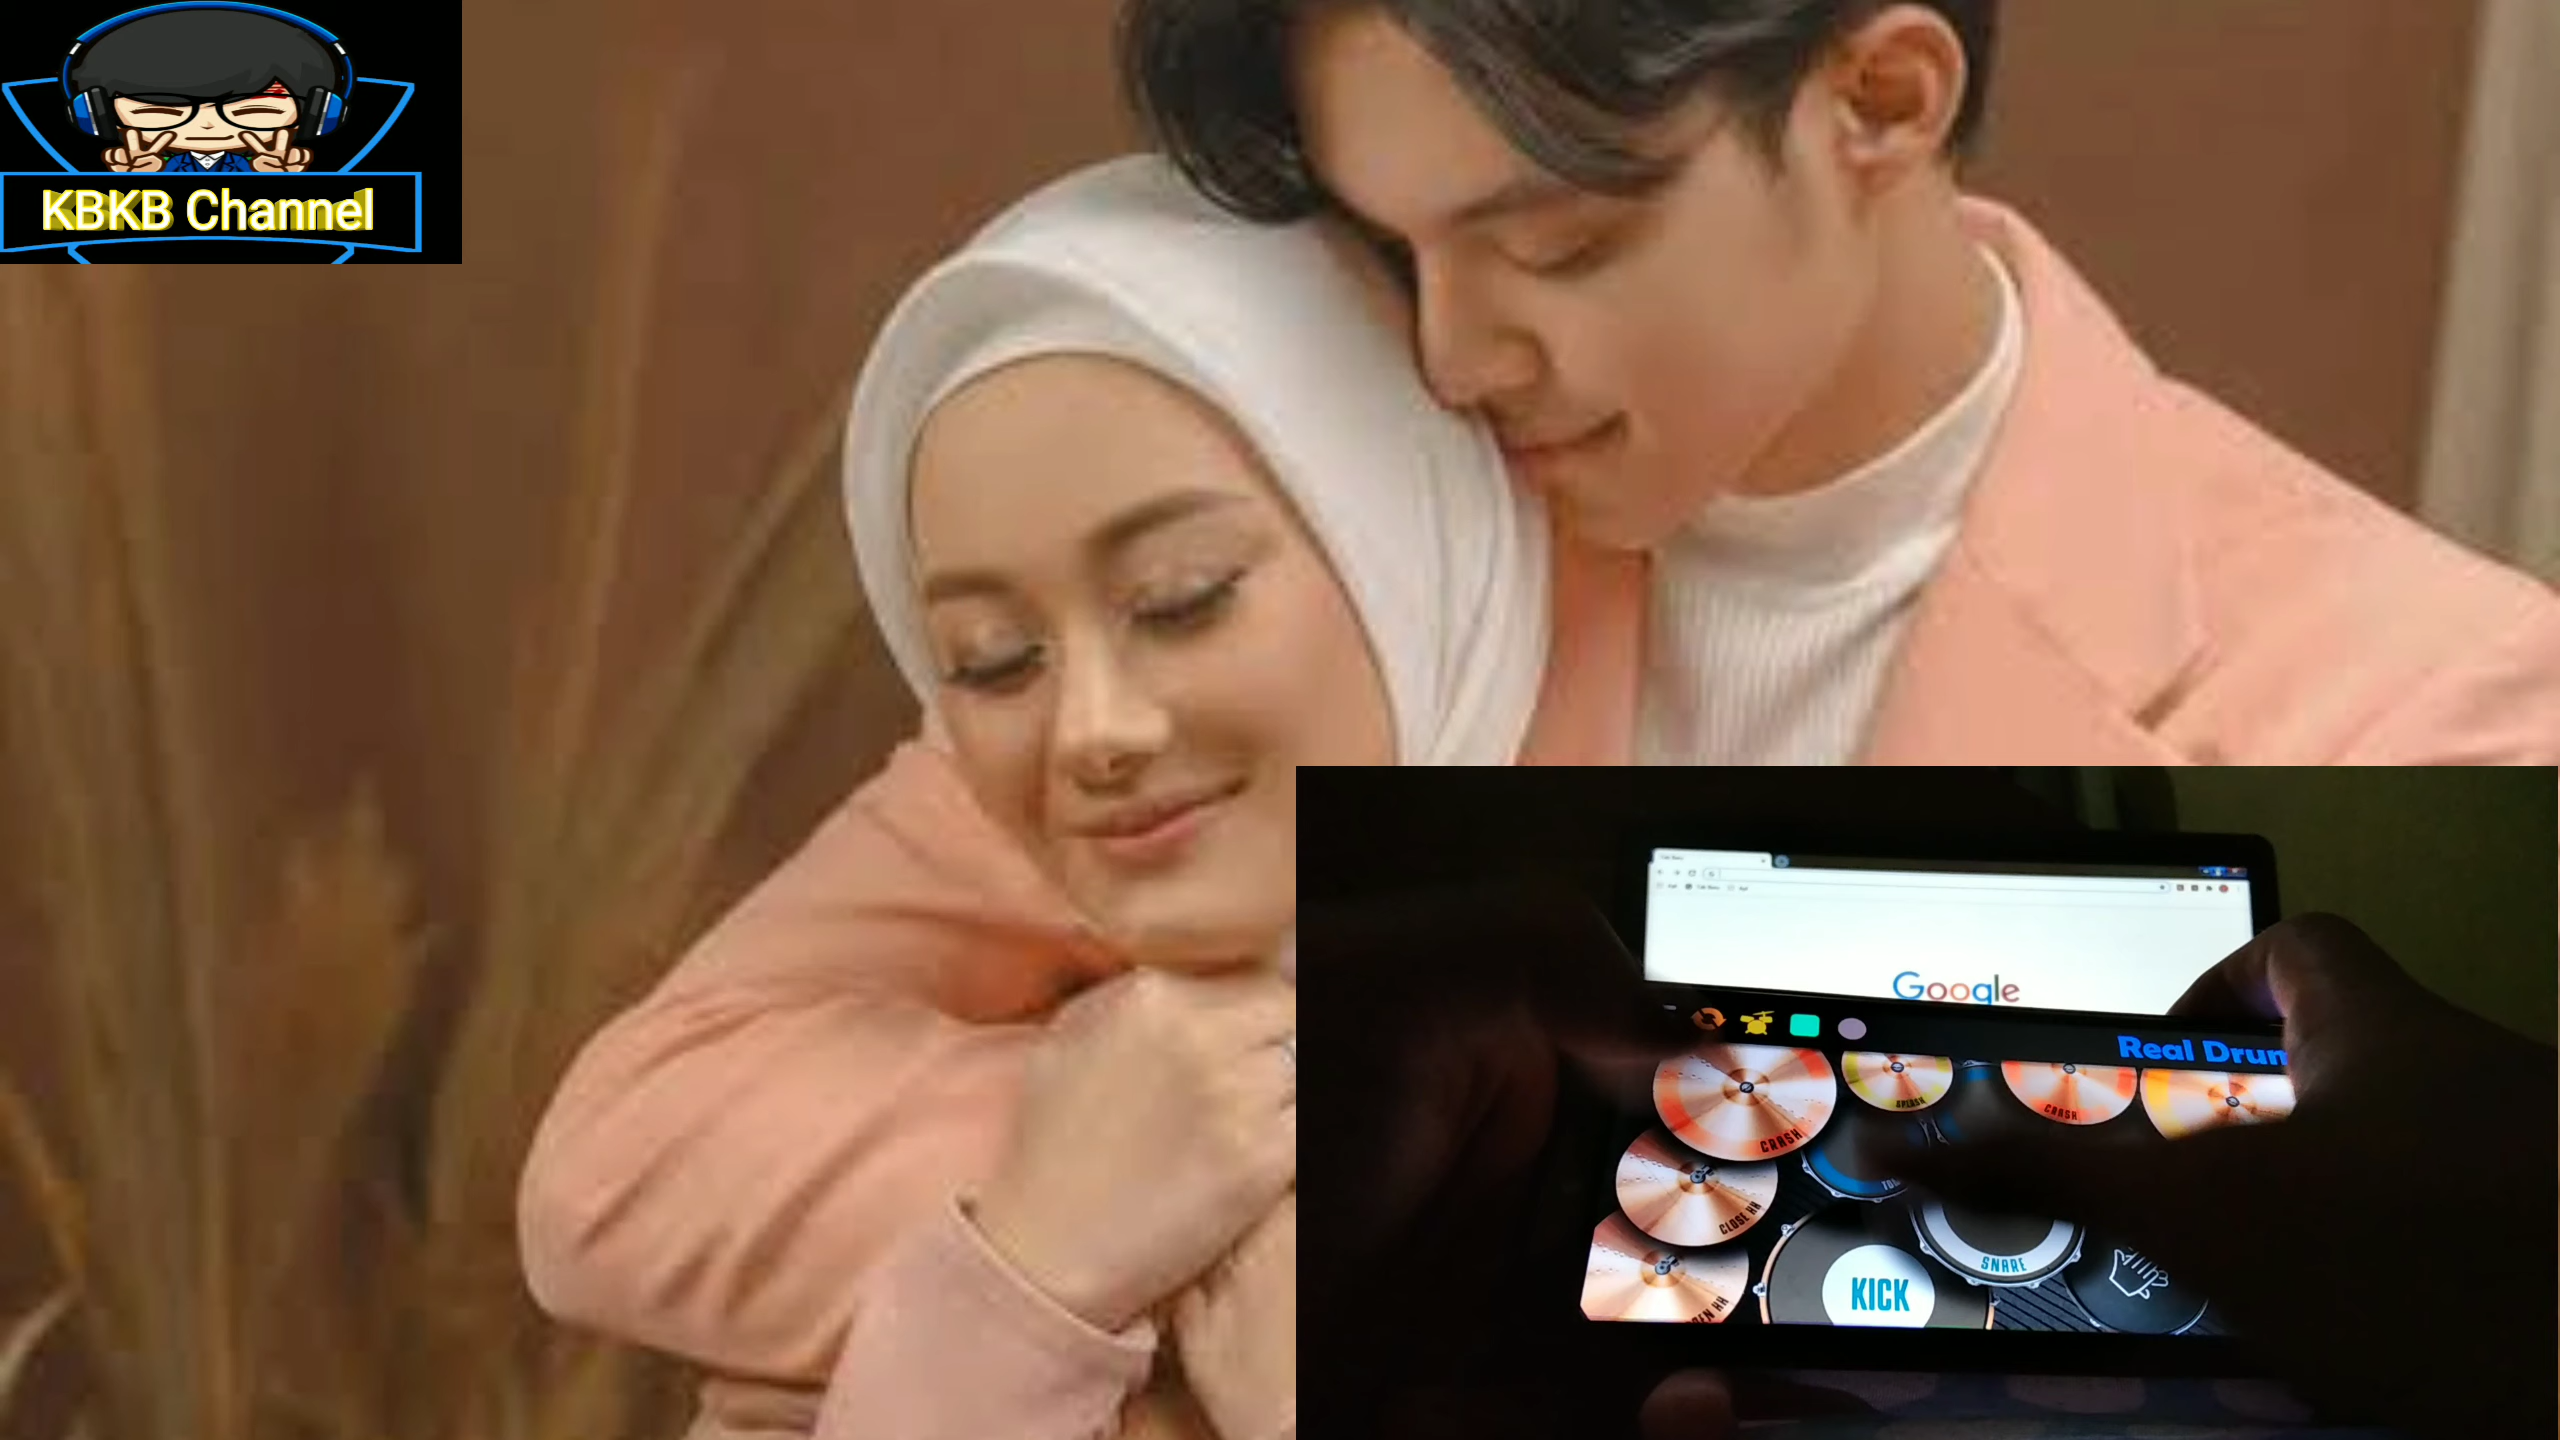 KBKB Channel
Google
Real Drum
CRASH
SPLASH
CRASH
CLOSE HH
SNARE
KICK